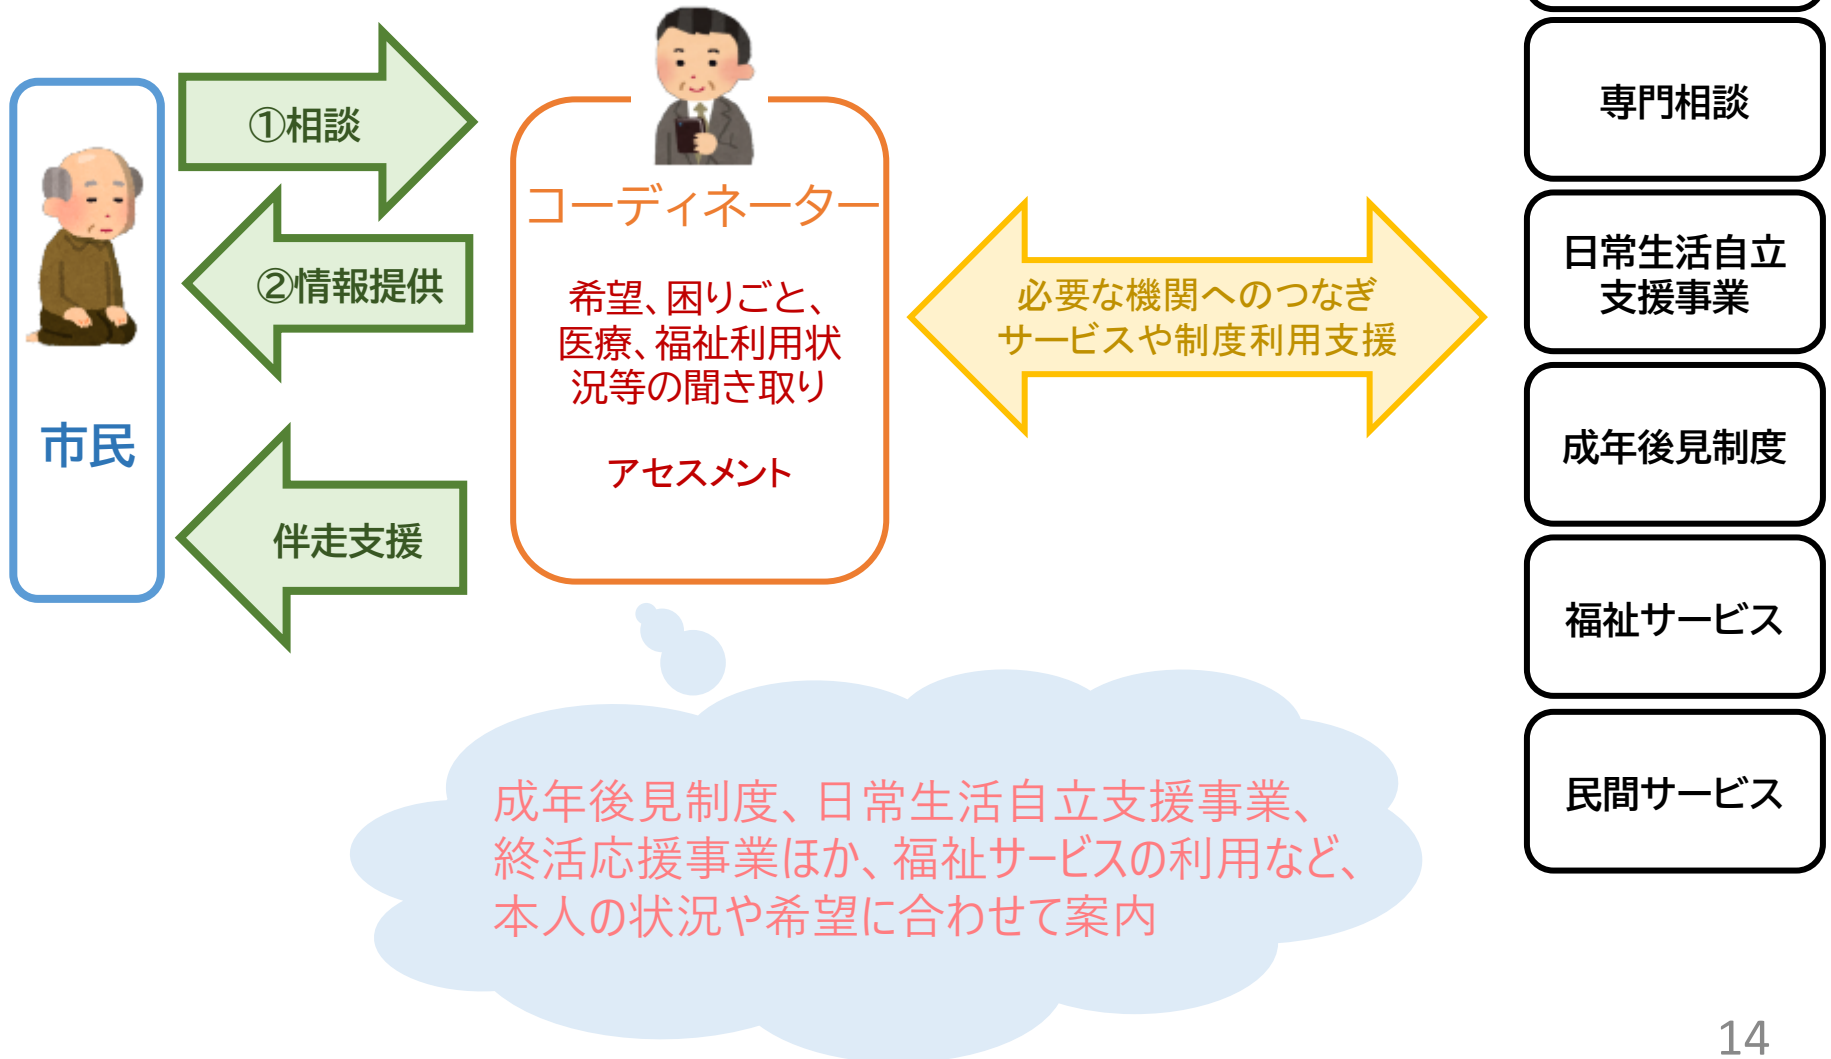 市民
①相談
②情報提供
伴走支援
コーディネーター
希望、困りごと、
医療、福祉利用状
況等の聞き取り
アセスメント
必要な機関へのつなぎ
サービスや制度利用支援
専門相談
日常生活自立
支援事業
成年後見制度
福祉サービス
民間サービス
成年後見制度、日常生活自立支援事業、
終活応援事業ほか、福祉サービスの利用など、
本人の状況や希望に合わせて案内
14